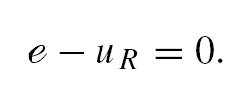 e − u_R = 0.